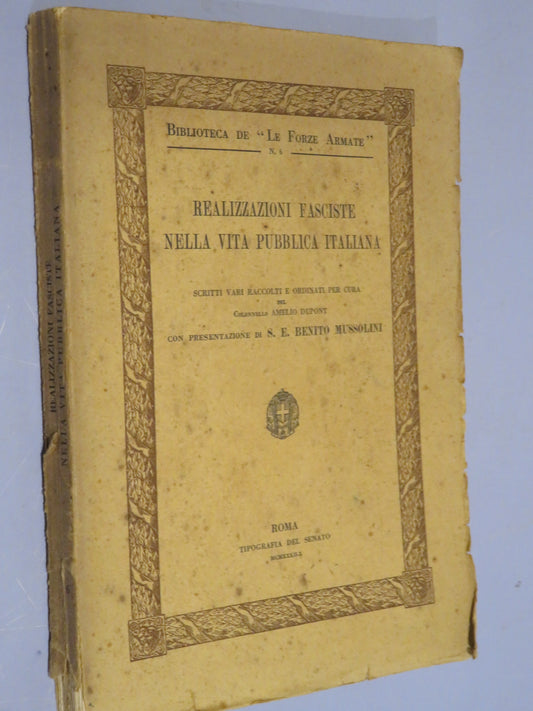 BIBLIOTECA DE "LE FORZE ARMATE"
REALIZZAZIONI FASCISTE
NELLA VITA PUBBLICA ITALIANA
SCRITTI VARI RACCOLTI E ORDINATI PER CURA
DEL
COLONNELLO AMELIO DUPONT
CON PRESENTAZIONE DI S. E. BENITO MUSSOLINI
ROMA
TIPOGRAFIA DEL SENATO
REALIZZAZIONI FASCISTE
NELLA VITA PUBBLICA ITALIANA